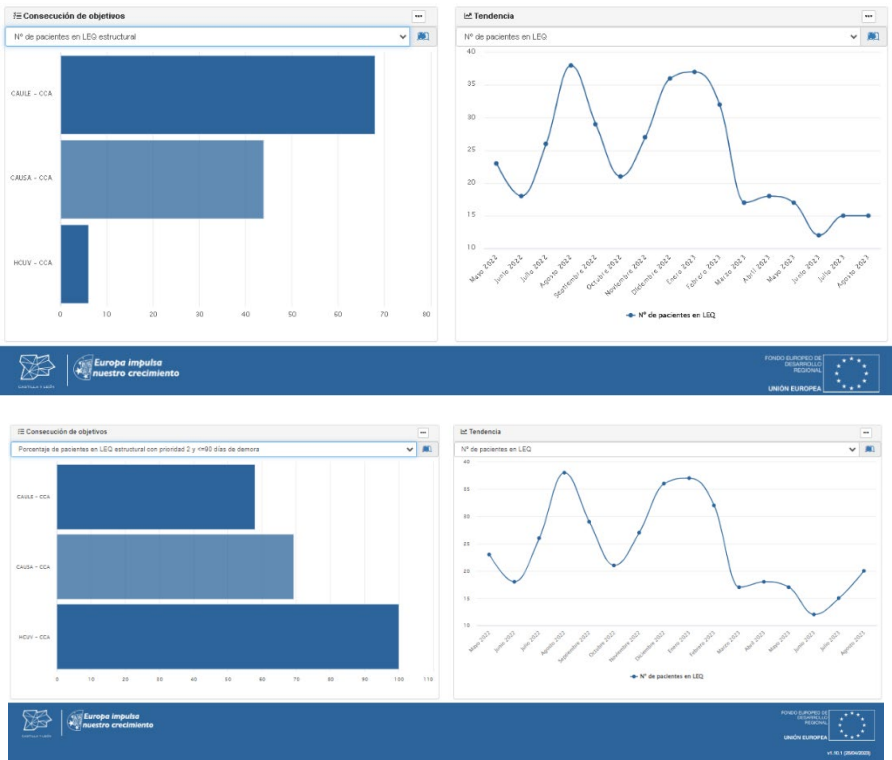 Consecución de objetivos
Nº de pacientes en LEQ estructural
CAULE - CCA
CAUSA - CCA
HCUV - CCA
0 10 20 30 40 50 60 70 80
Tendencia
Nº de pacientes en LEQ
40
35
30
25
20
15
10
Mayo 2022 Junio 2022 Julio 2022 Agosto 2022 Septiembre 2022 Octubre 2022 Noviembre 2022 Diciembre 2022 Enero 2023 Febrero 2023 Marzo 2023 Abril 2023 Mayo 2023 Junio 2023 Julio 2023 Agosto 2023
Nº de pacientes en LEQ
Europa impulsa
nuestro crecimiento
FONDO EUROPEO DE
DESARROLLO
REGIONAL
UNIÓN EUROPEA
Consecución de objetivos
Porcentaje de pacientes en LEQ estructural con prioridad 2 y <=90 días de demora
CAULE - CCA
CAUSA - CCA
HCUV - CCA
0 10 20 30 40 50 60 70 80 90 100 110
Tendencia
Nº de pacientes en LEQ
40
35
30
25
20
15
10
Mayo 2022 Junio 2022 Julio 2022 Agosto 2022 Septiembre 2022 Octubre 2022 Noviembre 2022 Diciembre 2022 Enero 2023 Febrero 2023 Marzo 2023 Abril 2023 Mayo 2023 Junio 2023 Julio 2023 Agosto 2023
Nº de pacientes en LEQ
Europa impulsa
nuestro crecimiento
FONDO EUROPEO DE
DESARROLLO
REGIONAL
UNIÓN EUROPEA